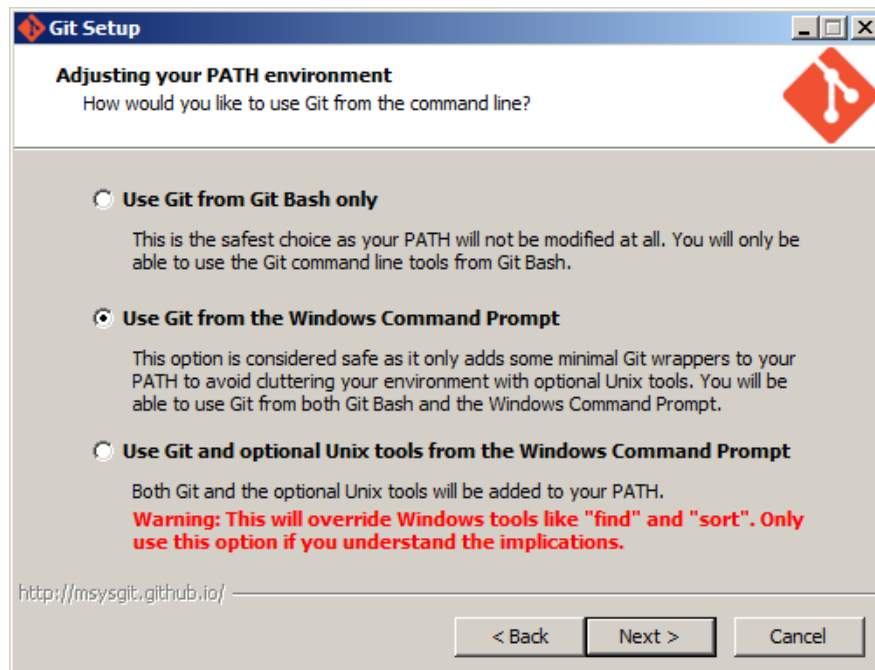 Git Setup
Adjusting your PATH environment
How would you like to use Git from the command line?
Use Git from Git Bash only
This is the safest choice as your PATH will not be modified at all. You will only be
able to use the Git command line tools from Git Bash.
Use Git from the Windows Command Prompt
This option is considered safe as it only adds some minimal Git wrappers to your
PATH to avoid cluttering your environment with optional Unix tools. You will be
able to use Git from both Git Bash and the Windows Command Prompt.
Use Git and optional Unix tools from the Windows Command Prompt
Both Git and the optional Unix tools will be added to your PATH.
Warning: This will override Windows tools like "find" and "sort". Only
use this option if you understand the implications.
http://msysgit.github.io/
< Back Next > Cancel